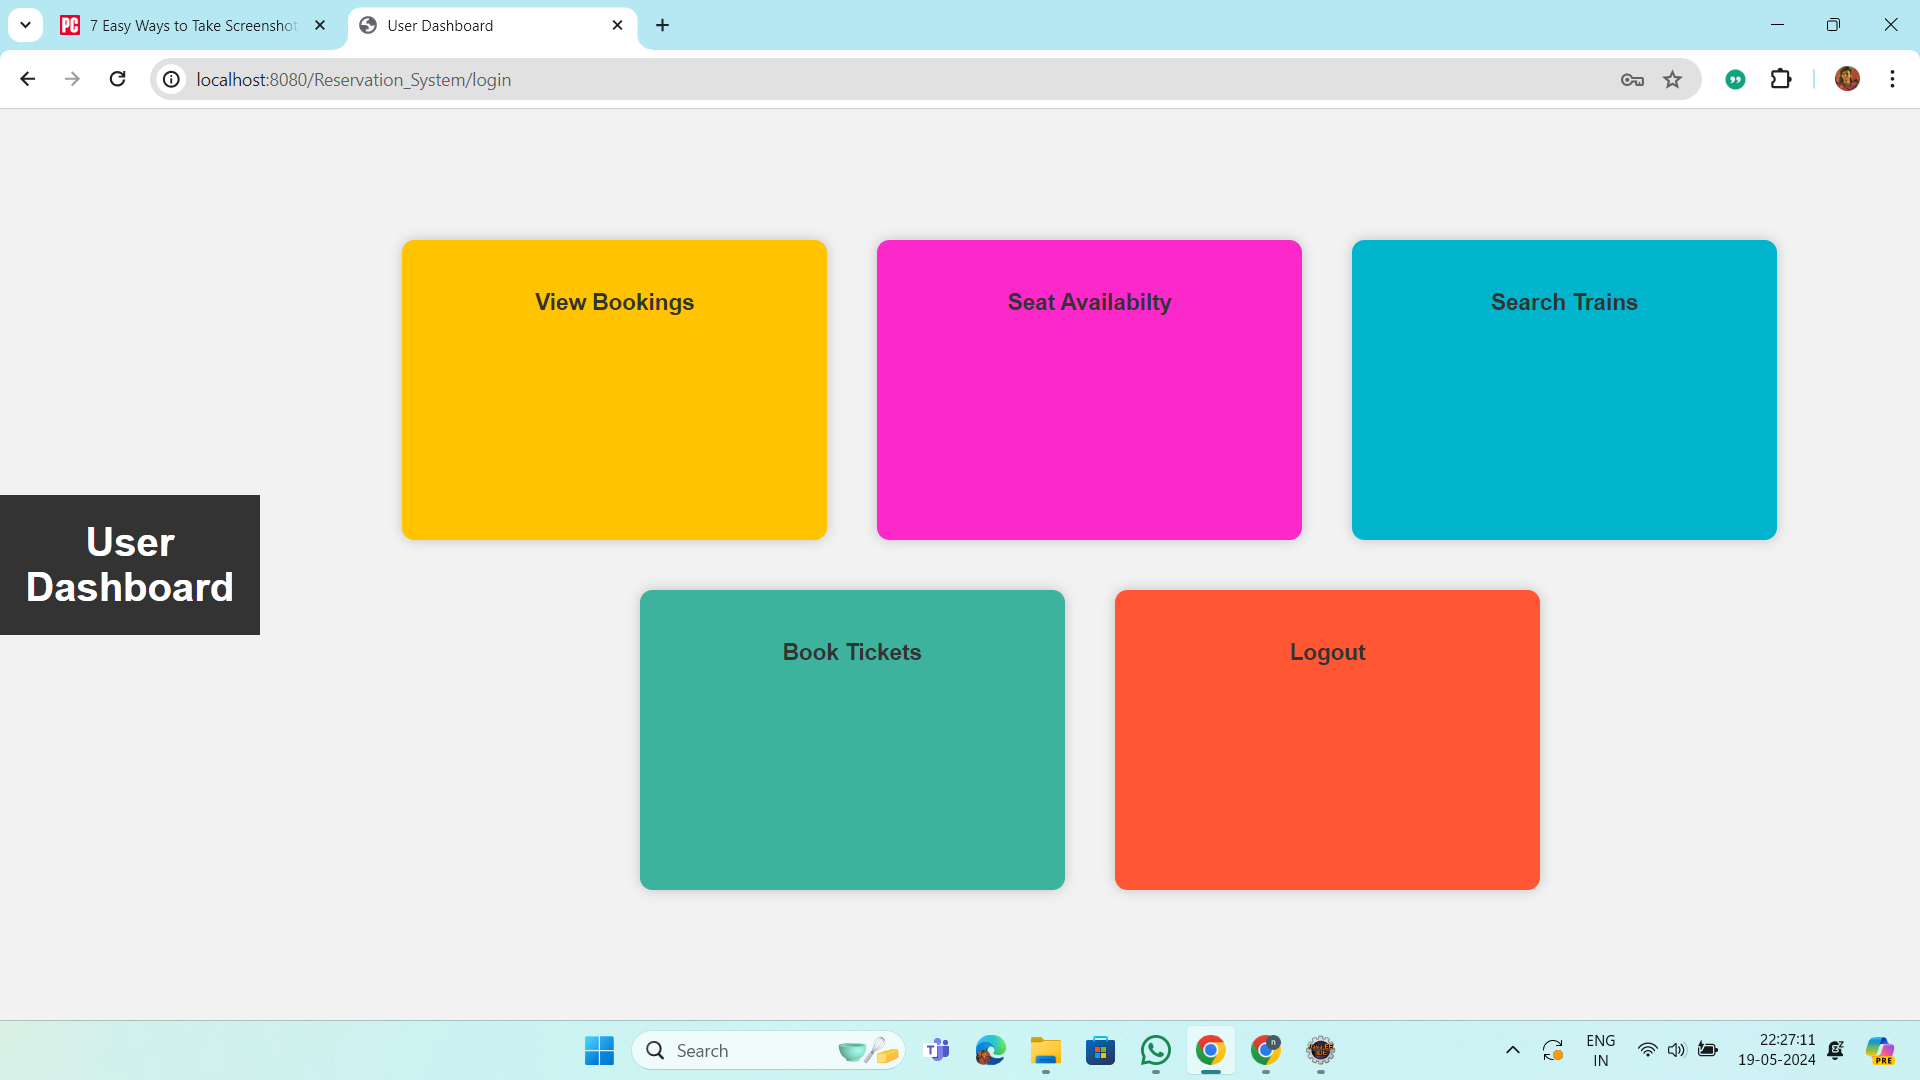 7 Easy Ways to Take Screenshot
User Dashboard
localhost:8080/Reservation_System/login
View Bookings
Seat Availabilty
Search Trains
User
Dashboard
Book Tickets
Logout
Search
ENG
IN
22:27:11
19-05-2024
PRE